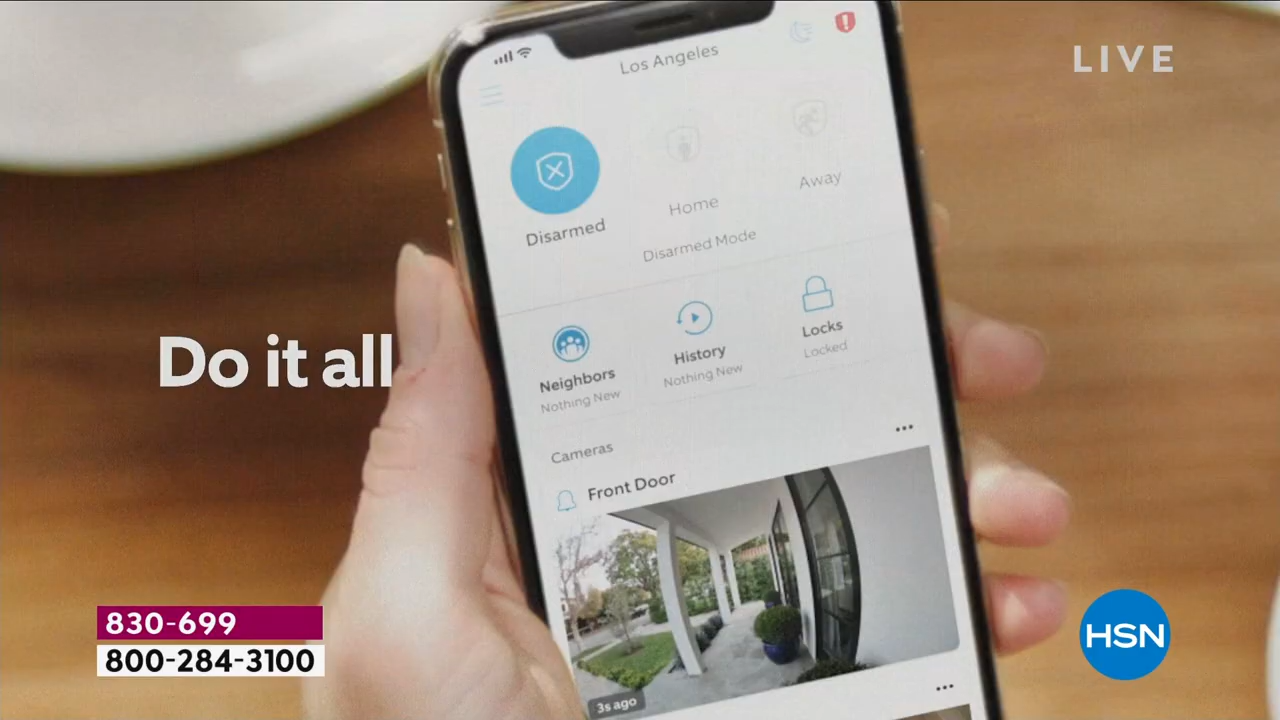 LIVE
Los Angeles
Disarmed
Home
Away
Disarmed Mode
Neighbors
Nothing New
History
Nothing New
Locks
Locked
Cameras
Front Door
3s ago
Do it all
830-699
800-284-3100
HSN